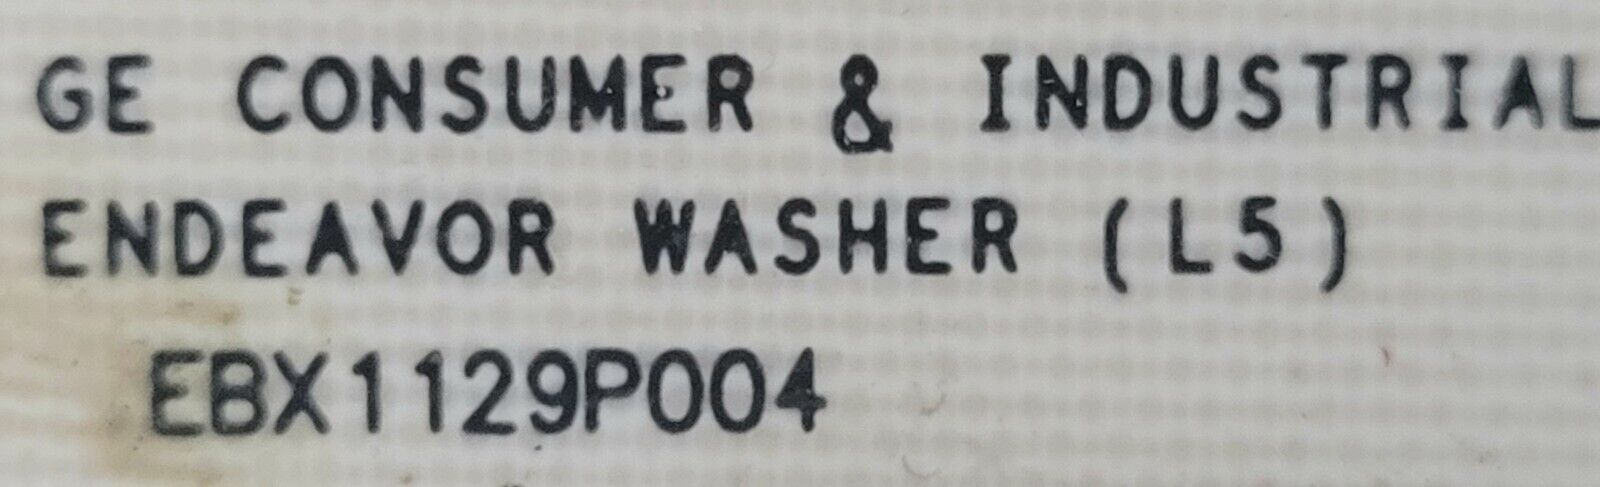 GE CONSUMER & INDUSTRIAL
ENDEAVOR WASHER (L5)
EBX1129P004